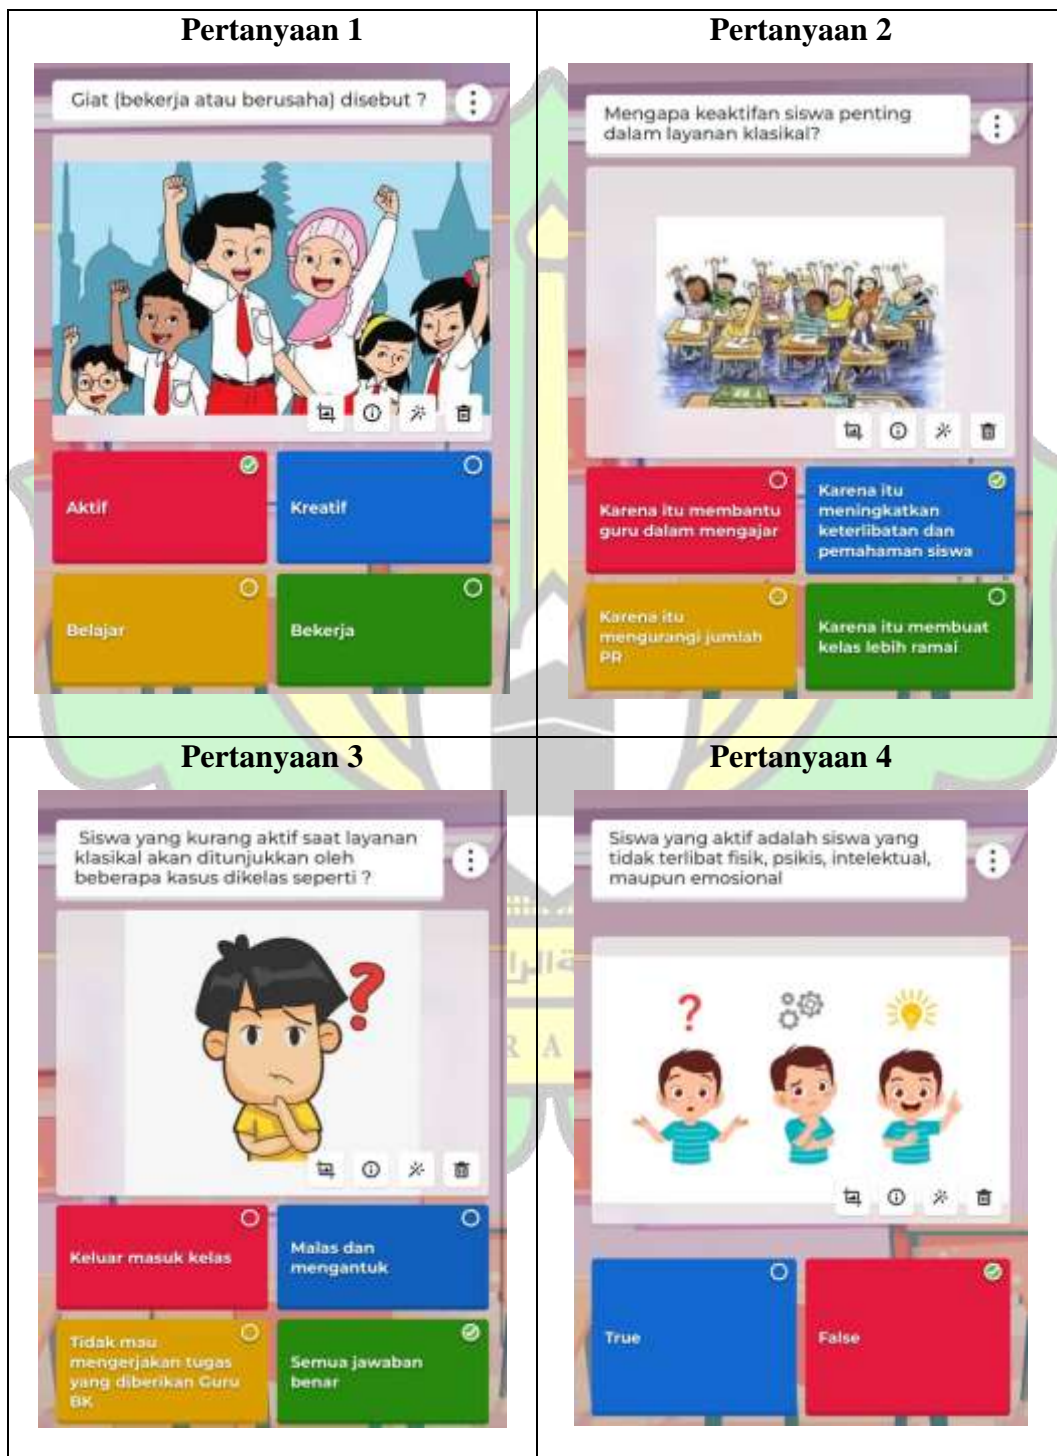 Pertanyaan 1
Giat (bekerja atau berusaha) disebut ?
Aktif
Kreatif
Belajar
Bekerja
Pertanyaan 2
Mengapa keaktifan siswa penting
dalam layanan klasikal?
Karena itu membantu
guru dalam mengajar
Karena itu
meningkatkan
keterlibatan dan
pemahaman siswa
Karena itu
mengurangi jumlah
PR
Karena itu membuat
kelas lebih ramai
Pertanyaan 3
Siswa yang kurang aktif saat layanan
klasikal akan ditunjukkan oleh
beberapa kasus dikelas seperti ?
?
Keluar masuk kelas
Malas dan
mengantuk
Tidak mau
mengerjakan tugas
yang diberikan Guru
BK
Semua jawaban
benar
Pertanyaan 4
Siswa yang aktif adalah siswa yang
tidak terlibat fisik, psikis, intelektual,
maupun emosional
?
True
False
R A